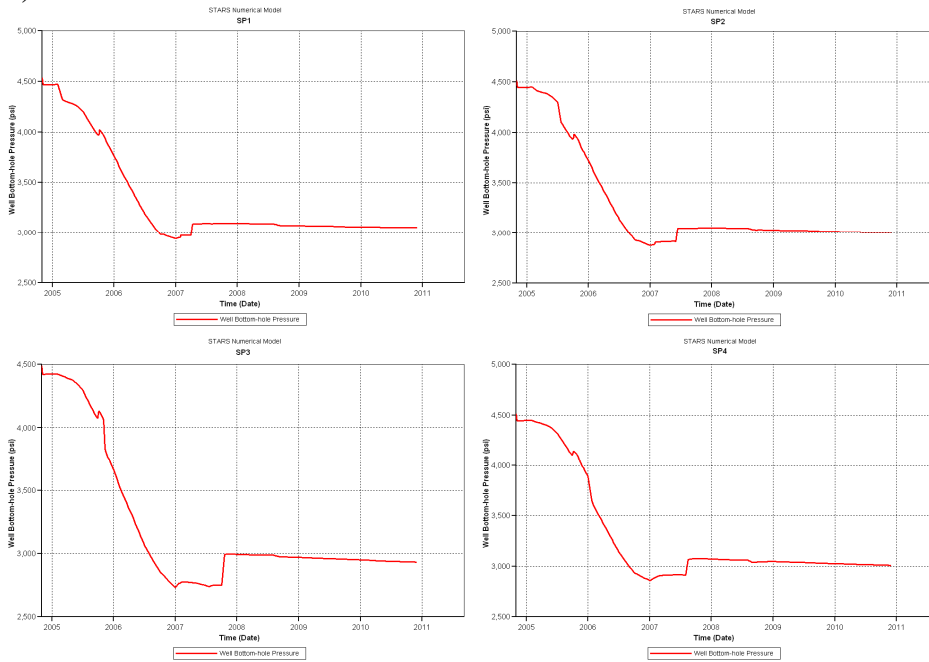 STARS Numerical Model
SP1
Well Bottom-hole Pressure (psi)
5,000
4,500
4,000
3,500
3,000
2,500
2005 2006 2007 2008 2009 2010 2011
Time (Date)
Well Bottom-hole Pressure
STARS Numerical Model
SP2
Well Bottom-hole Pressure (psi)
5,000
4,500
4,000
3,500
3,000
2,500
2005 2006 2007 2008 2009 2010 2011
Time (Date)
Well Bottom-hole Pressure
STARS Numerical Model
SP3
Well Bottom-hole Pressure (psi)
4,500
4,000
3,500
3,000
2,500
2005 2006 2007 2008 2009 2010 2011
Time (Date)
Well Bottom-hole Pressure
STARS Numerical Model
SP4
Well Bottom-hole Pressure (psi)
5,000
4,500
4,000
3,500
3,000
2,500
2005 2006 2007 2008 2009 2010 2011
Time (Date)
Well Bottom-hole Pressure